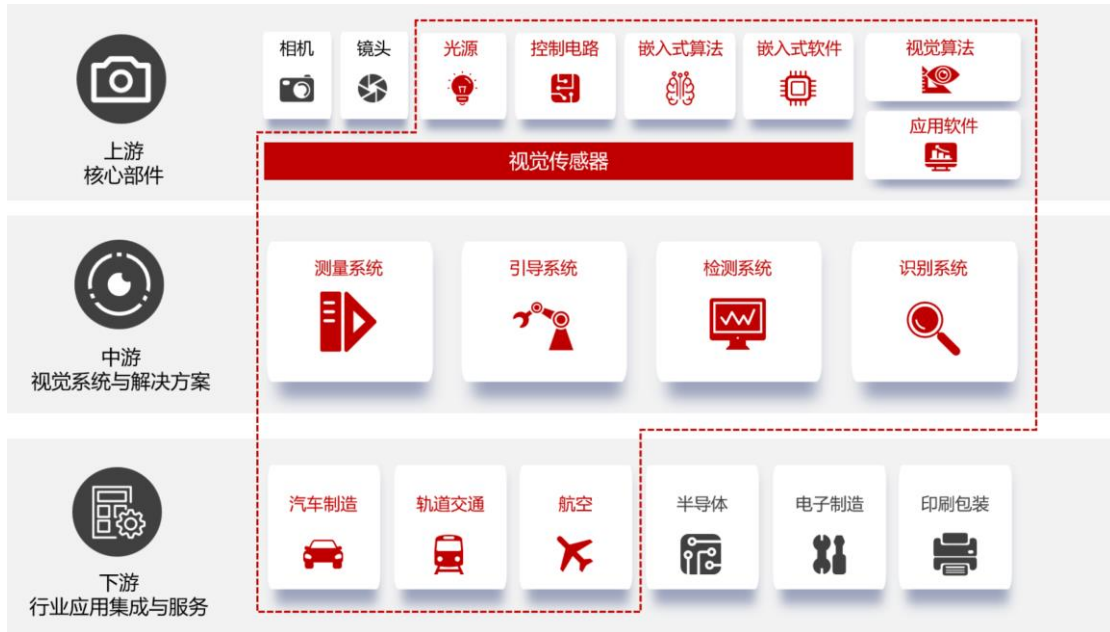 相机
镜头
光源
控制电路
嵌入式算法
嵌入式软件
视觉算法
应用软件
视觉传感器
上游
核心部件
测量系统
引导系统
检测系统
识别系统
中游
视觉系统与解决方案
汽车制造
轨道交通
航空
半导体
电子制造
印刷包装
下游
行业应用集成与服务